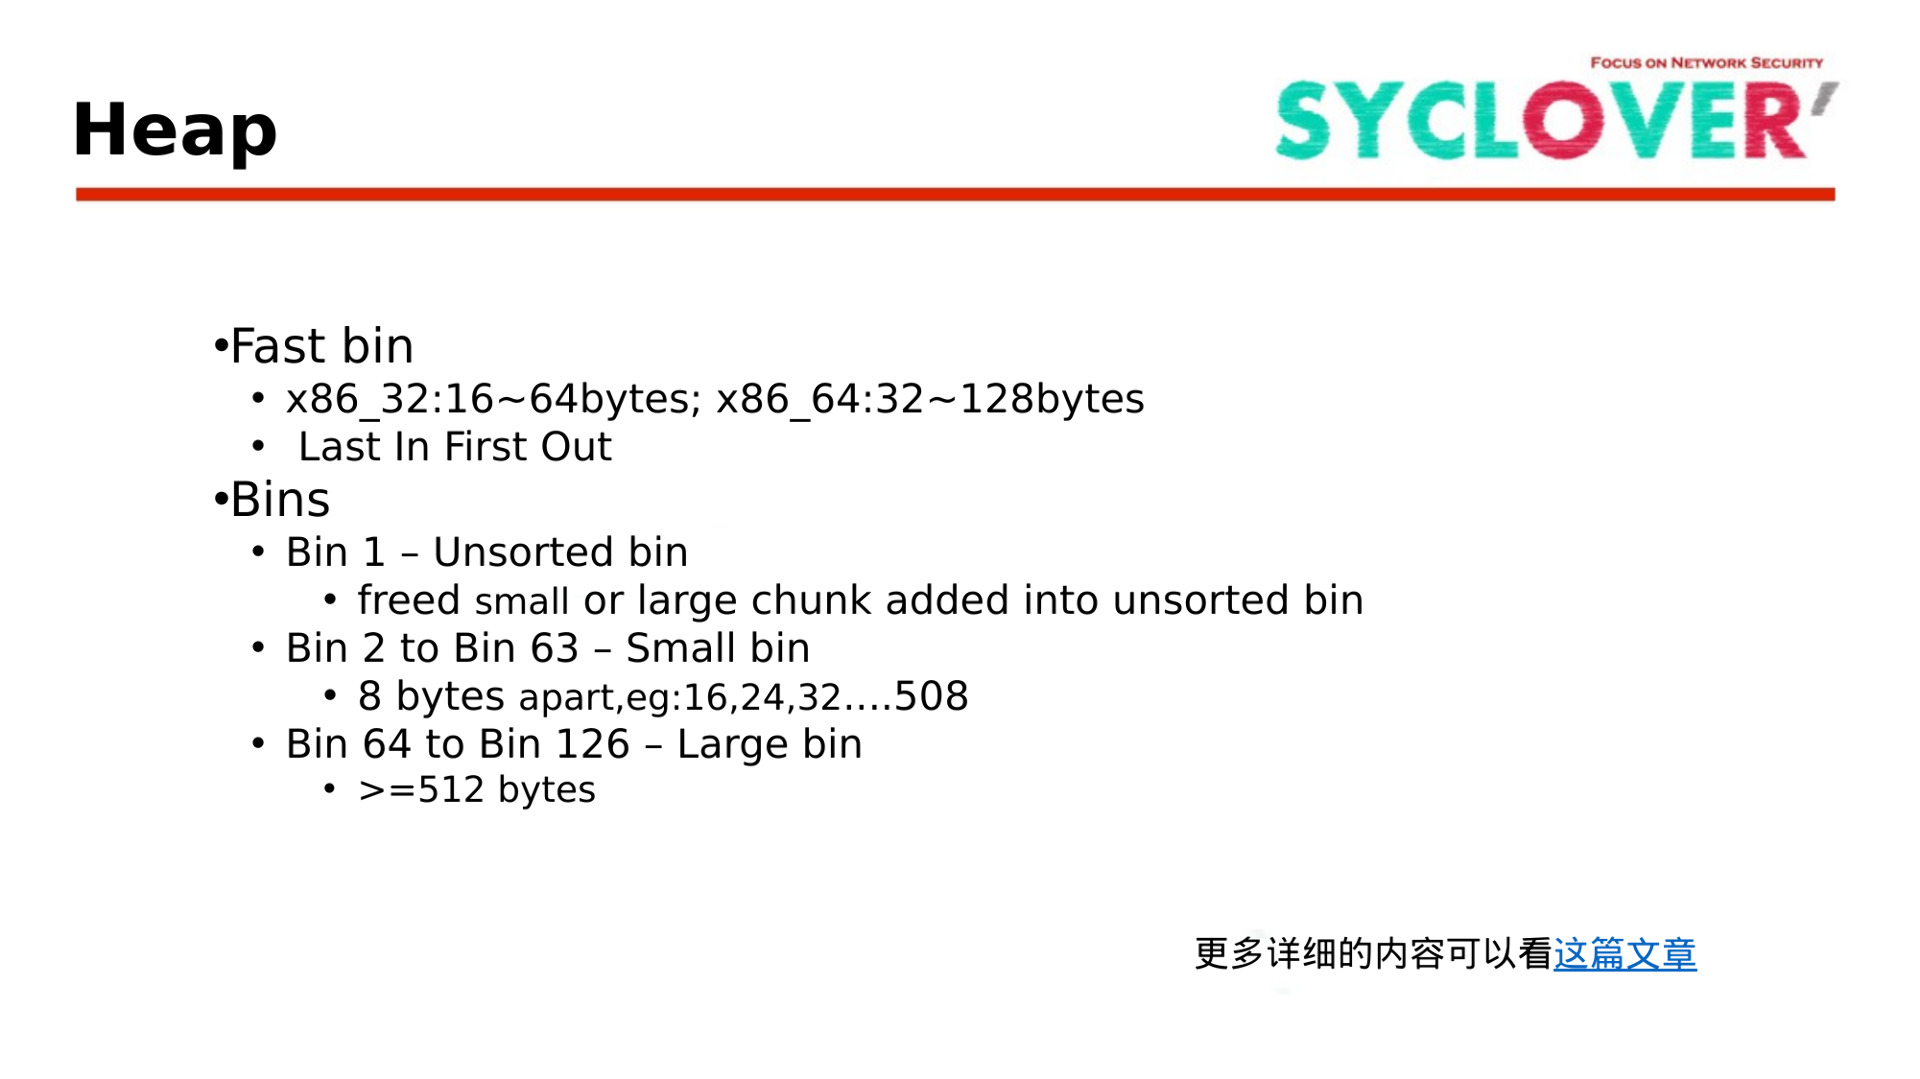 FOCUS ON NETWORK SECURITY
SYCLOVER'
Heap
•Fast bin
• x86_32:16~64bytes; x86_64:32~128bytes
• Last In First Out
•Bins
• Bin 1 – Unsorted bin
• freed small or large chunk added into unsorted bin
• Bin 2 to Bin 63 – Small bin
• 8 bytes apart,eg:16,24,32....508
• Bin 64 to Bin 126 – Large bin
• >=512 bytes
更多详细的内容可以看这篇文章